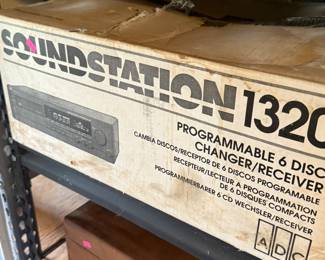 SOUNDSTATION 1320
PROGRAMMABLE 6 DISC
CHANGER/RECEIVER
CAMBIA DISCOS/RECEPTOR DE 6 DISCOS PROGRAMABLE
RECEPTEUR/LECTEUR A PROGRAMMATION
DE 6 DISQUES COMPACTS
PROGRAMMIERBARER 6 CD WECHSLER/RECEIVER
ADC